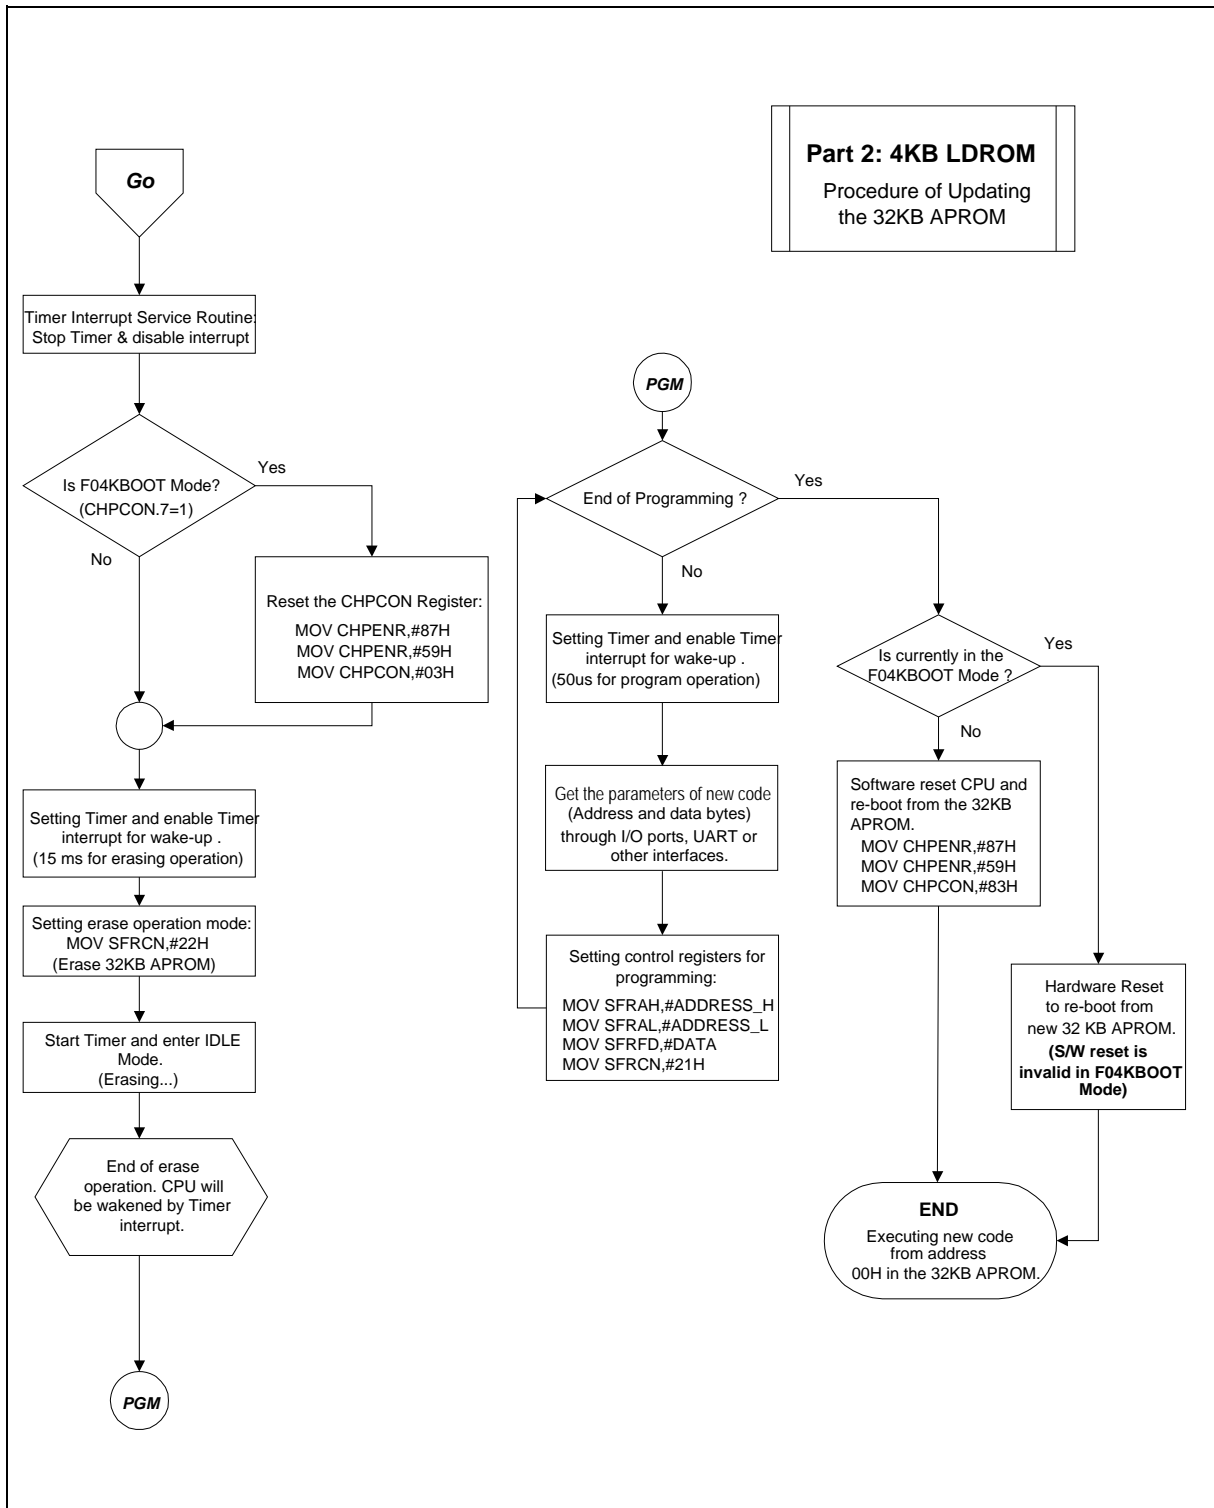 Part 2: 4KB LDROM
Procedure of Updating
the 32KB APROM
Go
Timer Interrupt Service Routine:
Stop Timer & disable interrupt
Is F04KBOOT Mode?
(CHPCON.7=1)
Yes
No
Reset the CHPCON Register:
MOV CHPENR,#87H
MOV CHPENR,#59H
MOV CHPCON,#03H
Setting Timer and enable Timer
interrupt for wake-up .
(15 ms for erasing operation)
Setting erase operation mode:
MOV SFRCN,#22H
(Erase 32KB APROM)
Start Timer and enter IDLE
Mode.
(Erasing...)
End of erase
operation. CPU will
be wakened by Timer
interrupt.
PGM
PGM
End of Programming ?
Yes
No
Setting Timer and enable Timer
interrupt for wake-up .
(50us for program operation)
Get the parameters of new code
(Address and data bytes)
through I/O ports, UART or
other interfaces.
Setting control registers for
programming:
MOV SFRAH,#ADDRESS_H
MOV SFRAL,#ADDRESS_L
MOV SFRFD,#DATA
MOV SFRCN,#21H
Is currently in the
F04KBOOT Mode ?
Yes
No
Software reset CPU and
re-boot from the 32KB
APROM.
MOV CHPENR,#87H
MOV CHPENR,#59H
MOV CHPCON,#83H
Hardware Reset
to re-boot from
new 32 KB APROM.
(S/W reset is
invalid in F04KBOOT
Mode)
END
Executing new code
from address
00H in the 32KB APROM.